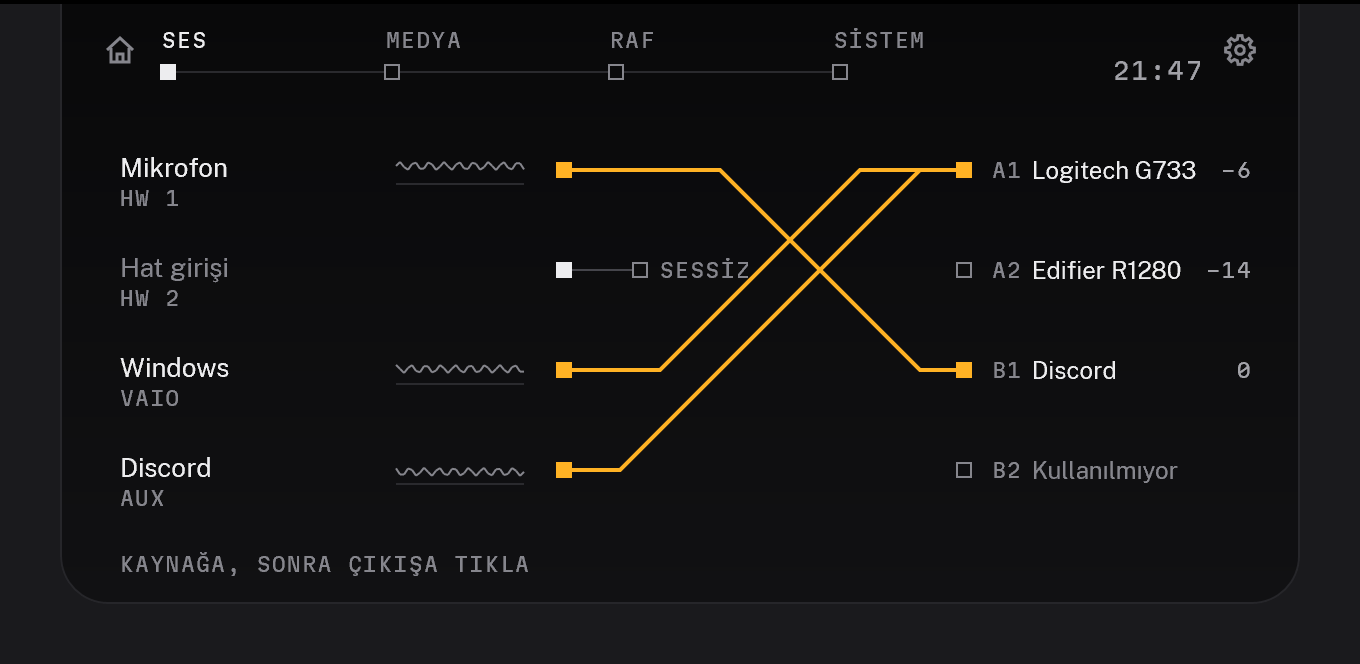 SES MEDYA RAF SİSTEM
21:47
Mikrofon A1 Logitech G733 −6
HW 1
Hat girişi SESSİZ A2 Edifier R1280 −14
HW 2
Windows B1 Discord 0
VAIO
Discord B2 Kullanılmıyor
AUX
KAYNAĞA, SONRA ÇIKIŞA TIKLA